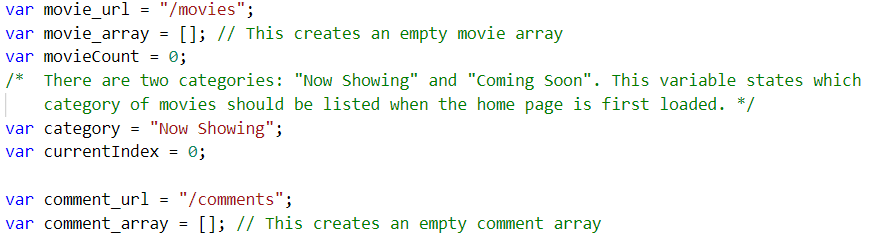 var movie_url = "/movies";
var movie_array = []; // This creates an empty movie array
var movieCount = 0;
/*  There are two categories: "Now Showing" and "Coming Soon". This variable states which
    category of movies should be listed when the home page is first loaded. */
var category = "Now Showing";
var currentIndex = 0;

var comment_url = "/comments";
var comment_array = []; // This creates an empty comment array